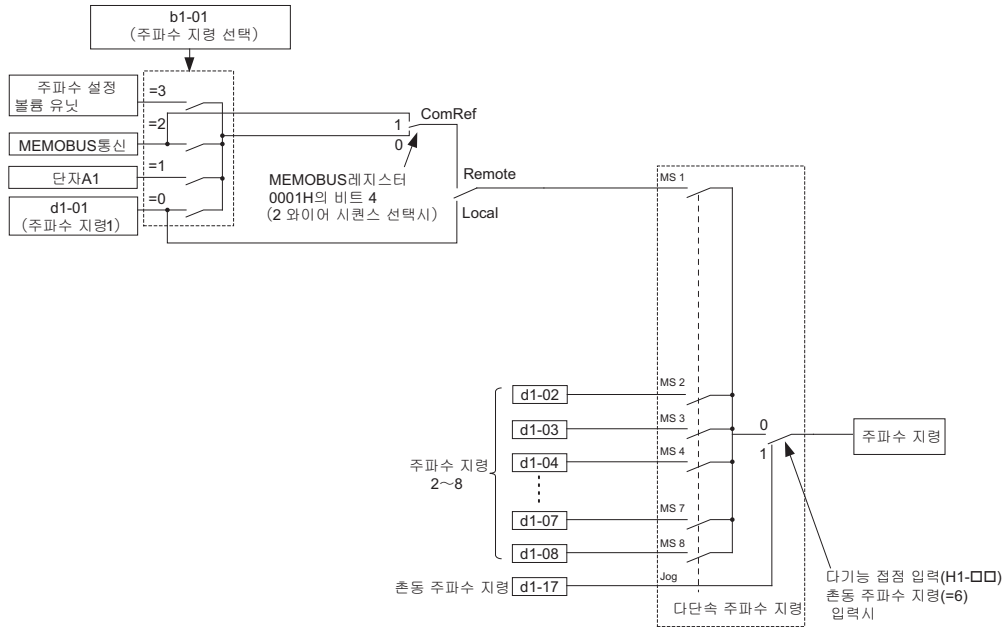 b1-01
(주파수 지령 선택)
주파수 설정
볼륨 유닛
=3
=2
MEMOBUS통신
=1
단자A1
=0
d1-01
(주파수 지령1)
ComRef
1
0
MEMOBUS레지스터
0001H의 비트 4
(2 와이어 시퀀스 선택시)
Remote
Local
MS 1
MS 2
d1-02
MS 3
d1-03
MS 4
d1-04
주파수 지령
2~8
MS 7
d1-07
MS 8
d1-08
Jog
촌동 주파수 지령 d1-17
0
1
주파수 지령
다단속 주파수 지령
다기능 접점 입력(H1-□□)
촌동 주파수 지령(=6)
입력시